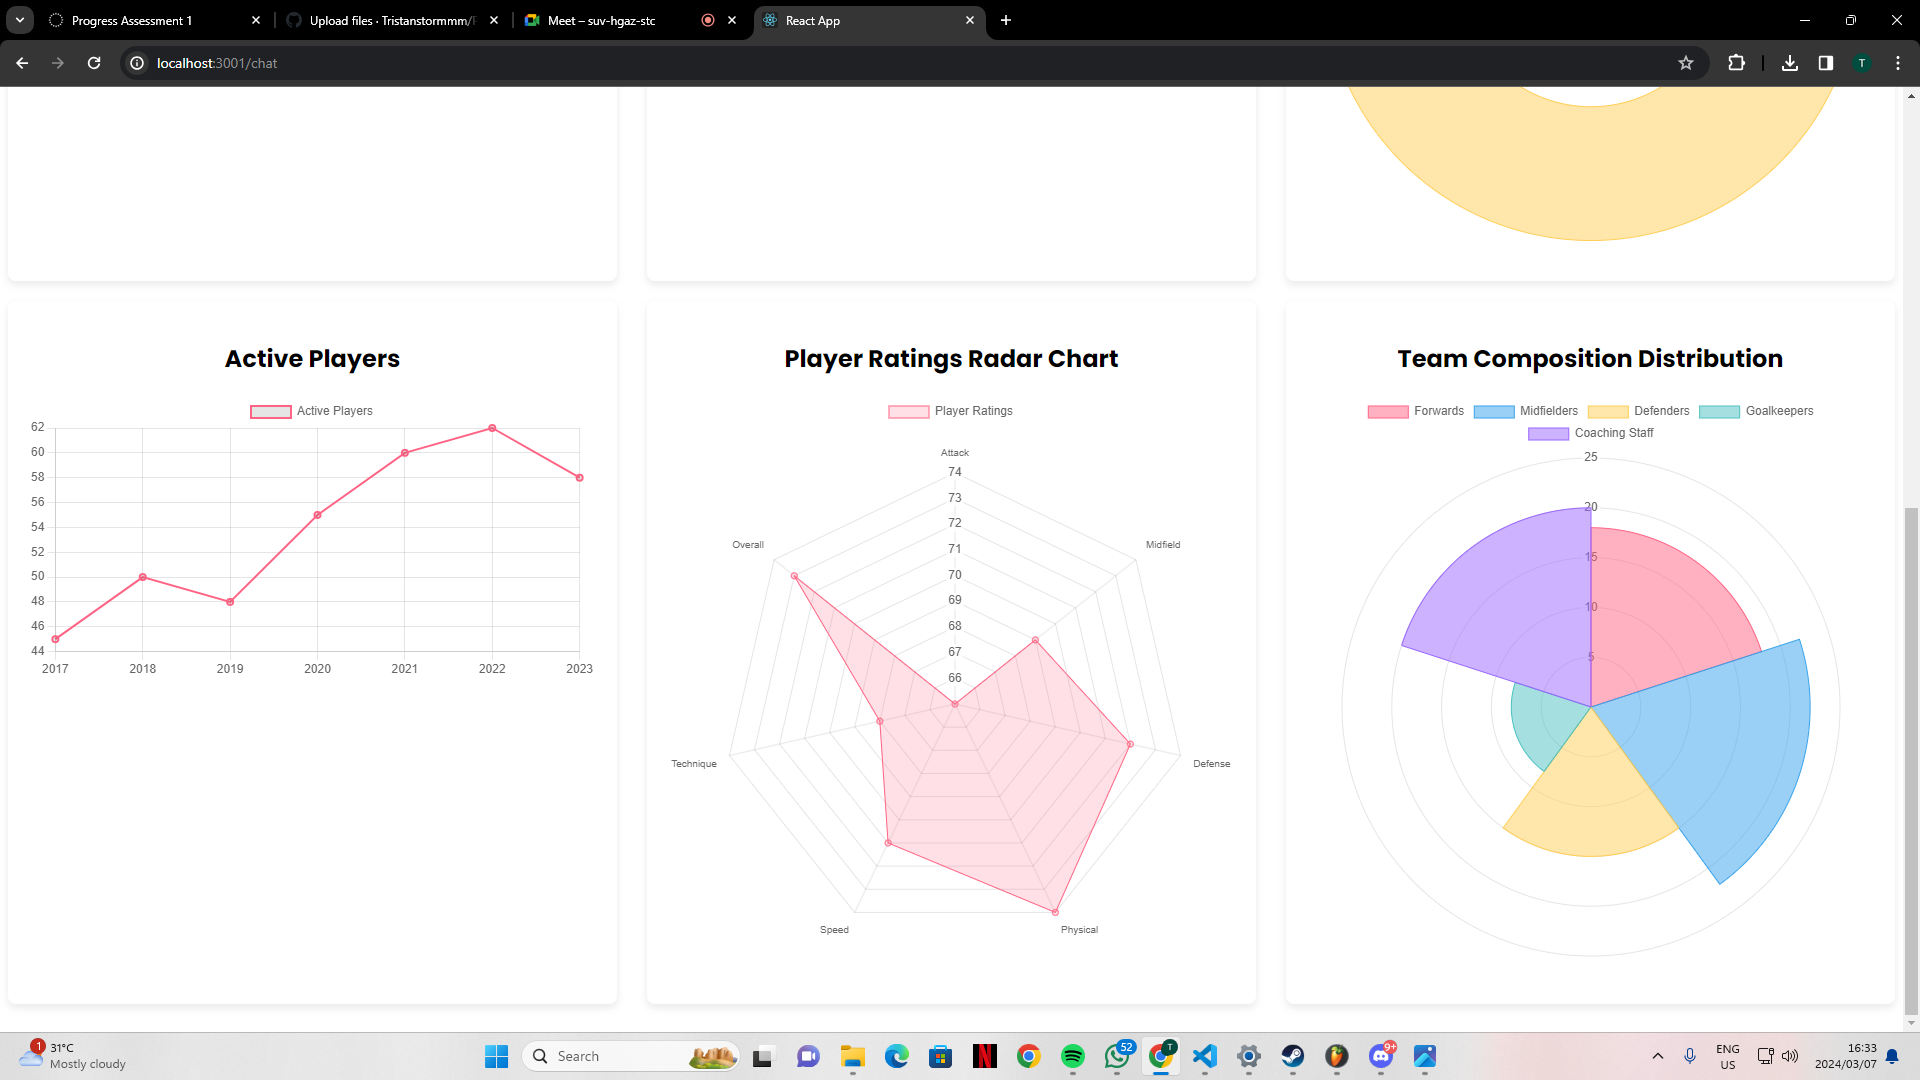 Progress Assessment 1
Upload files · Tristanstormmm/
Meet – suv-hgaz-stc
React App
localhost:3001/chat
T
Active Players
Active Players
62
60
58
56
54
52
50
48
46
44
2017 2018 2019 2020 2021 2022 2023
Player Ratings Radar Chart
Player Ratings
Attack
74
73
72
71
70
69
68
67
66
Overall
Midfield
Technique
Defense
Speed
Physical
Team Composition Distribution
Forwards Midfielders Defenders Goalkeepers
Coaching Staff
25
20
15
10
5
1
31°C
Mostly cloudy
Search
N
52
T
9+
ENG
US
16:33
2024/03/07